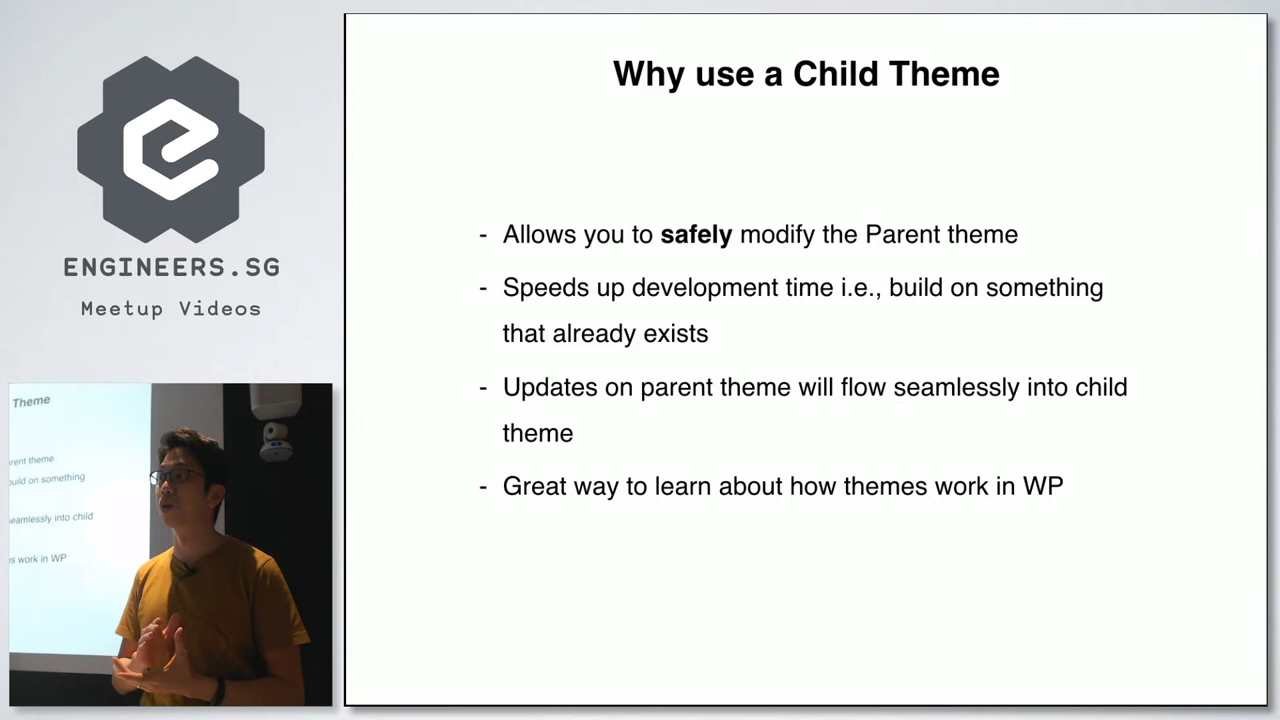 Why use a Child Theme
- Allows you to safely modify the Parent theme
- Speeds up development time i.e., build on something
that already exists
- Updates on parent theme will flow seamlessly into child
theme
- Great way to learn about how themes work in WP
ENGINEERS.SG
Meetup Videos
Theme
rent theme
build on something
eamlessly into child
s work in WP